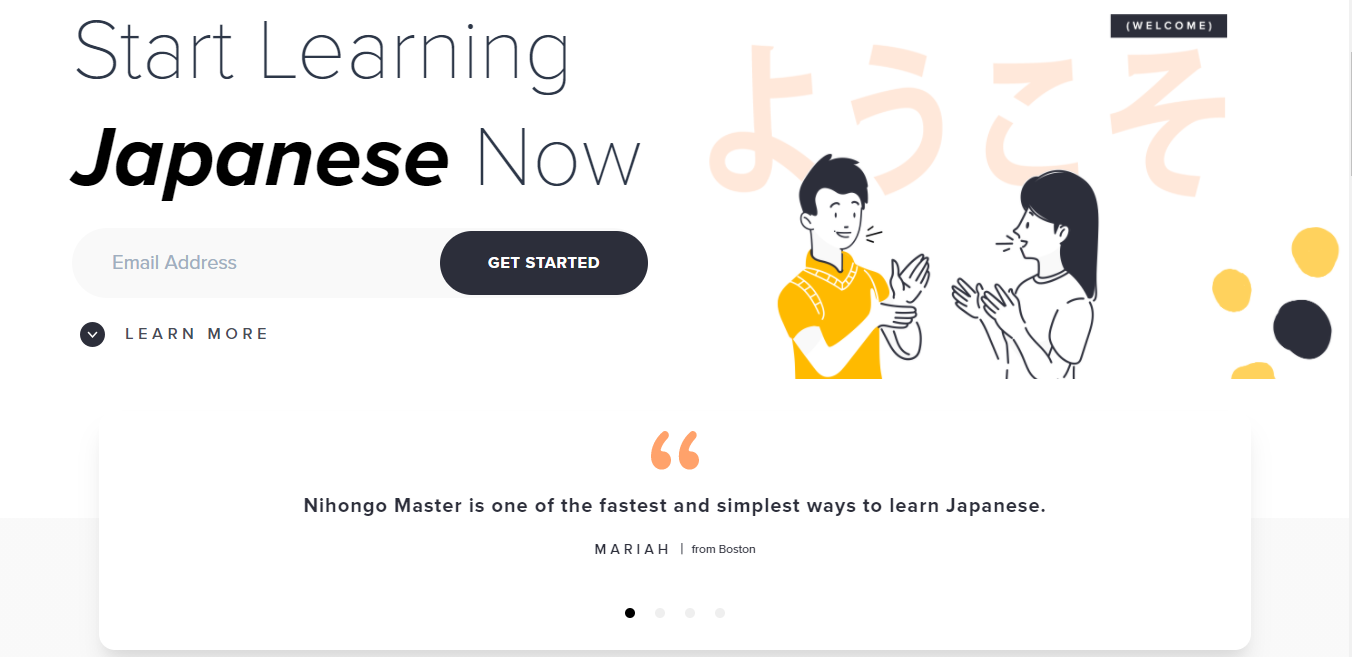 Start Learning
Japanese Now
Email Address
GET STARTED
LEARN MORE
(WELCOME)
ようこそ
Nihongo Master is one of the fastest and simplest ways to learn Japanese.
MARIAH | from Boston